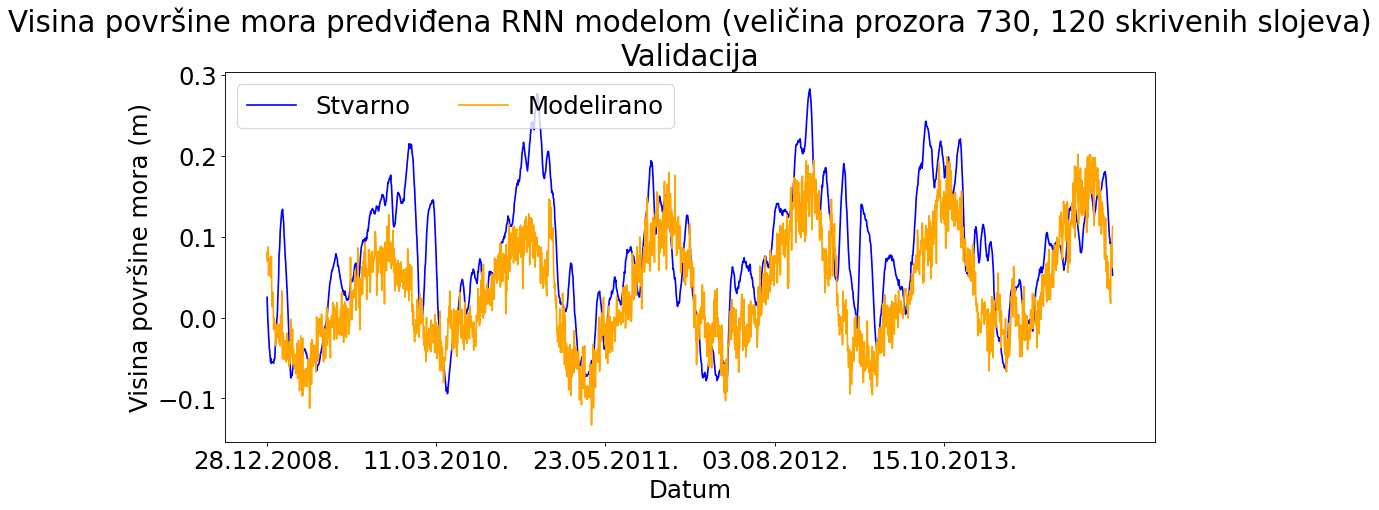 Visina površine mora predviđena RNN modelom (veličina prozora 730, 120 skrivenih slojeva)
Validacija
Stvarno
Modelirano
Visina površine mora (m)
0.3
0.2
0.1
0.0
−0.1
28.12.2008.
11.03.2010.
23.05.2011.
03.08.2012.
15.10.2013.
Datum